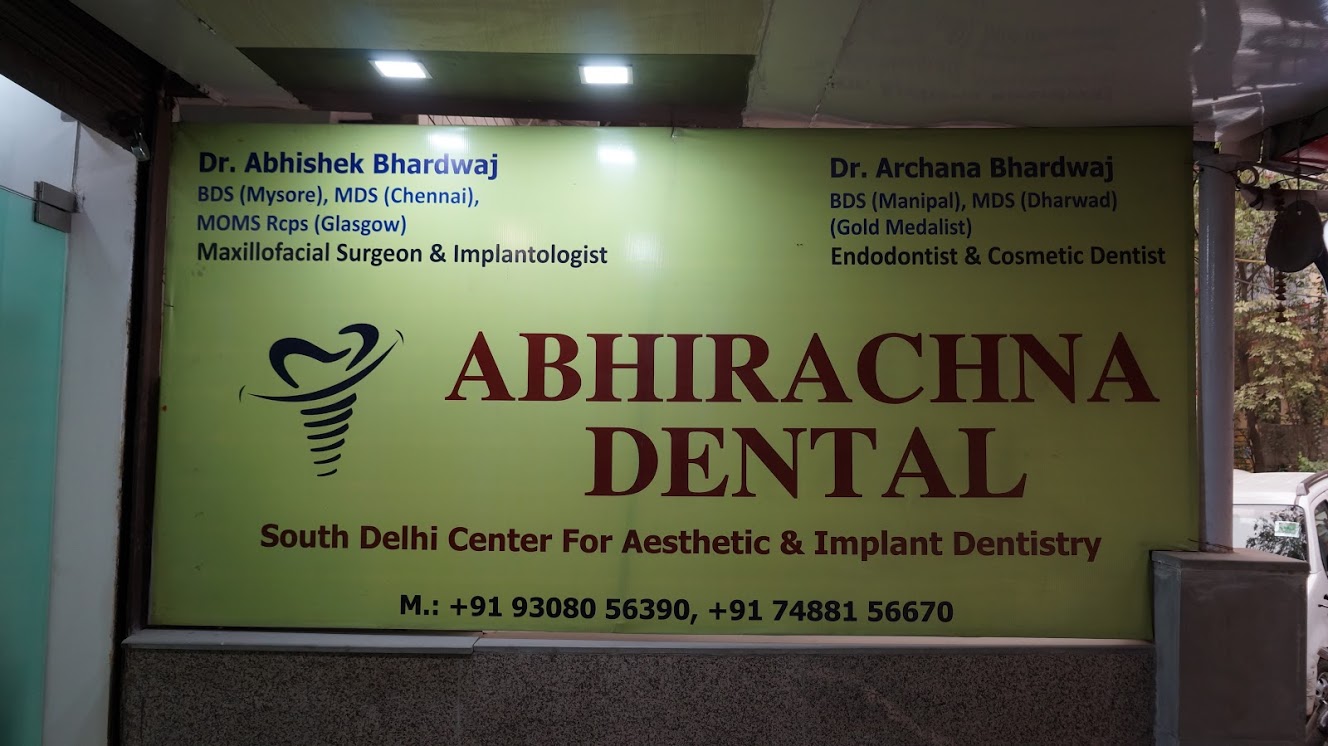 Dr. Abhishek Bhardwaj
BDS (Mysore), MDS (Chennai),
MOMS Rcps (Glasgow)
Maxillofacial Surgeon & Implantologist
Dr. Archana Bhardwaj
BDS (Manipal), MDS (Dharwad)
(Gold Medalist)
Endodontist & Cosmetic Dentist
ABHIRACHNA
DENTAL
South Delhi Center For Aesthetic & Implant Dentistry
M.: +91 93080 56390, +91 74881 56670